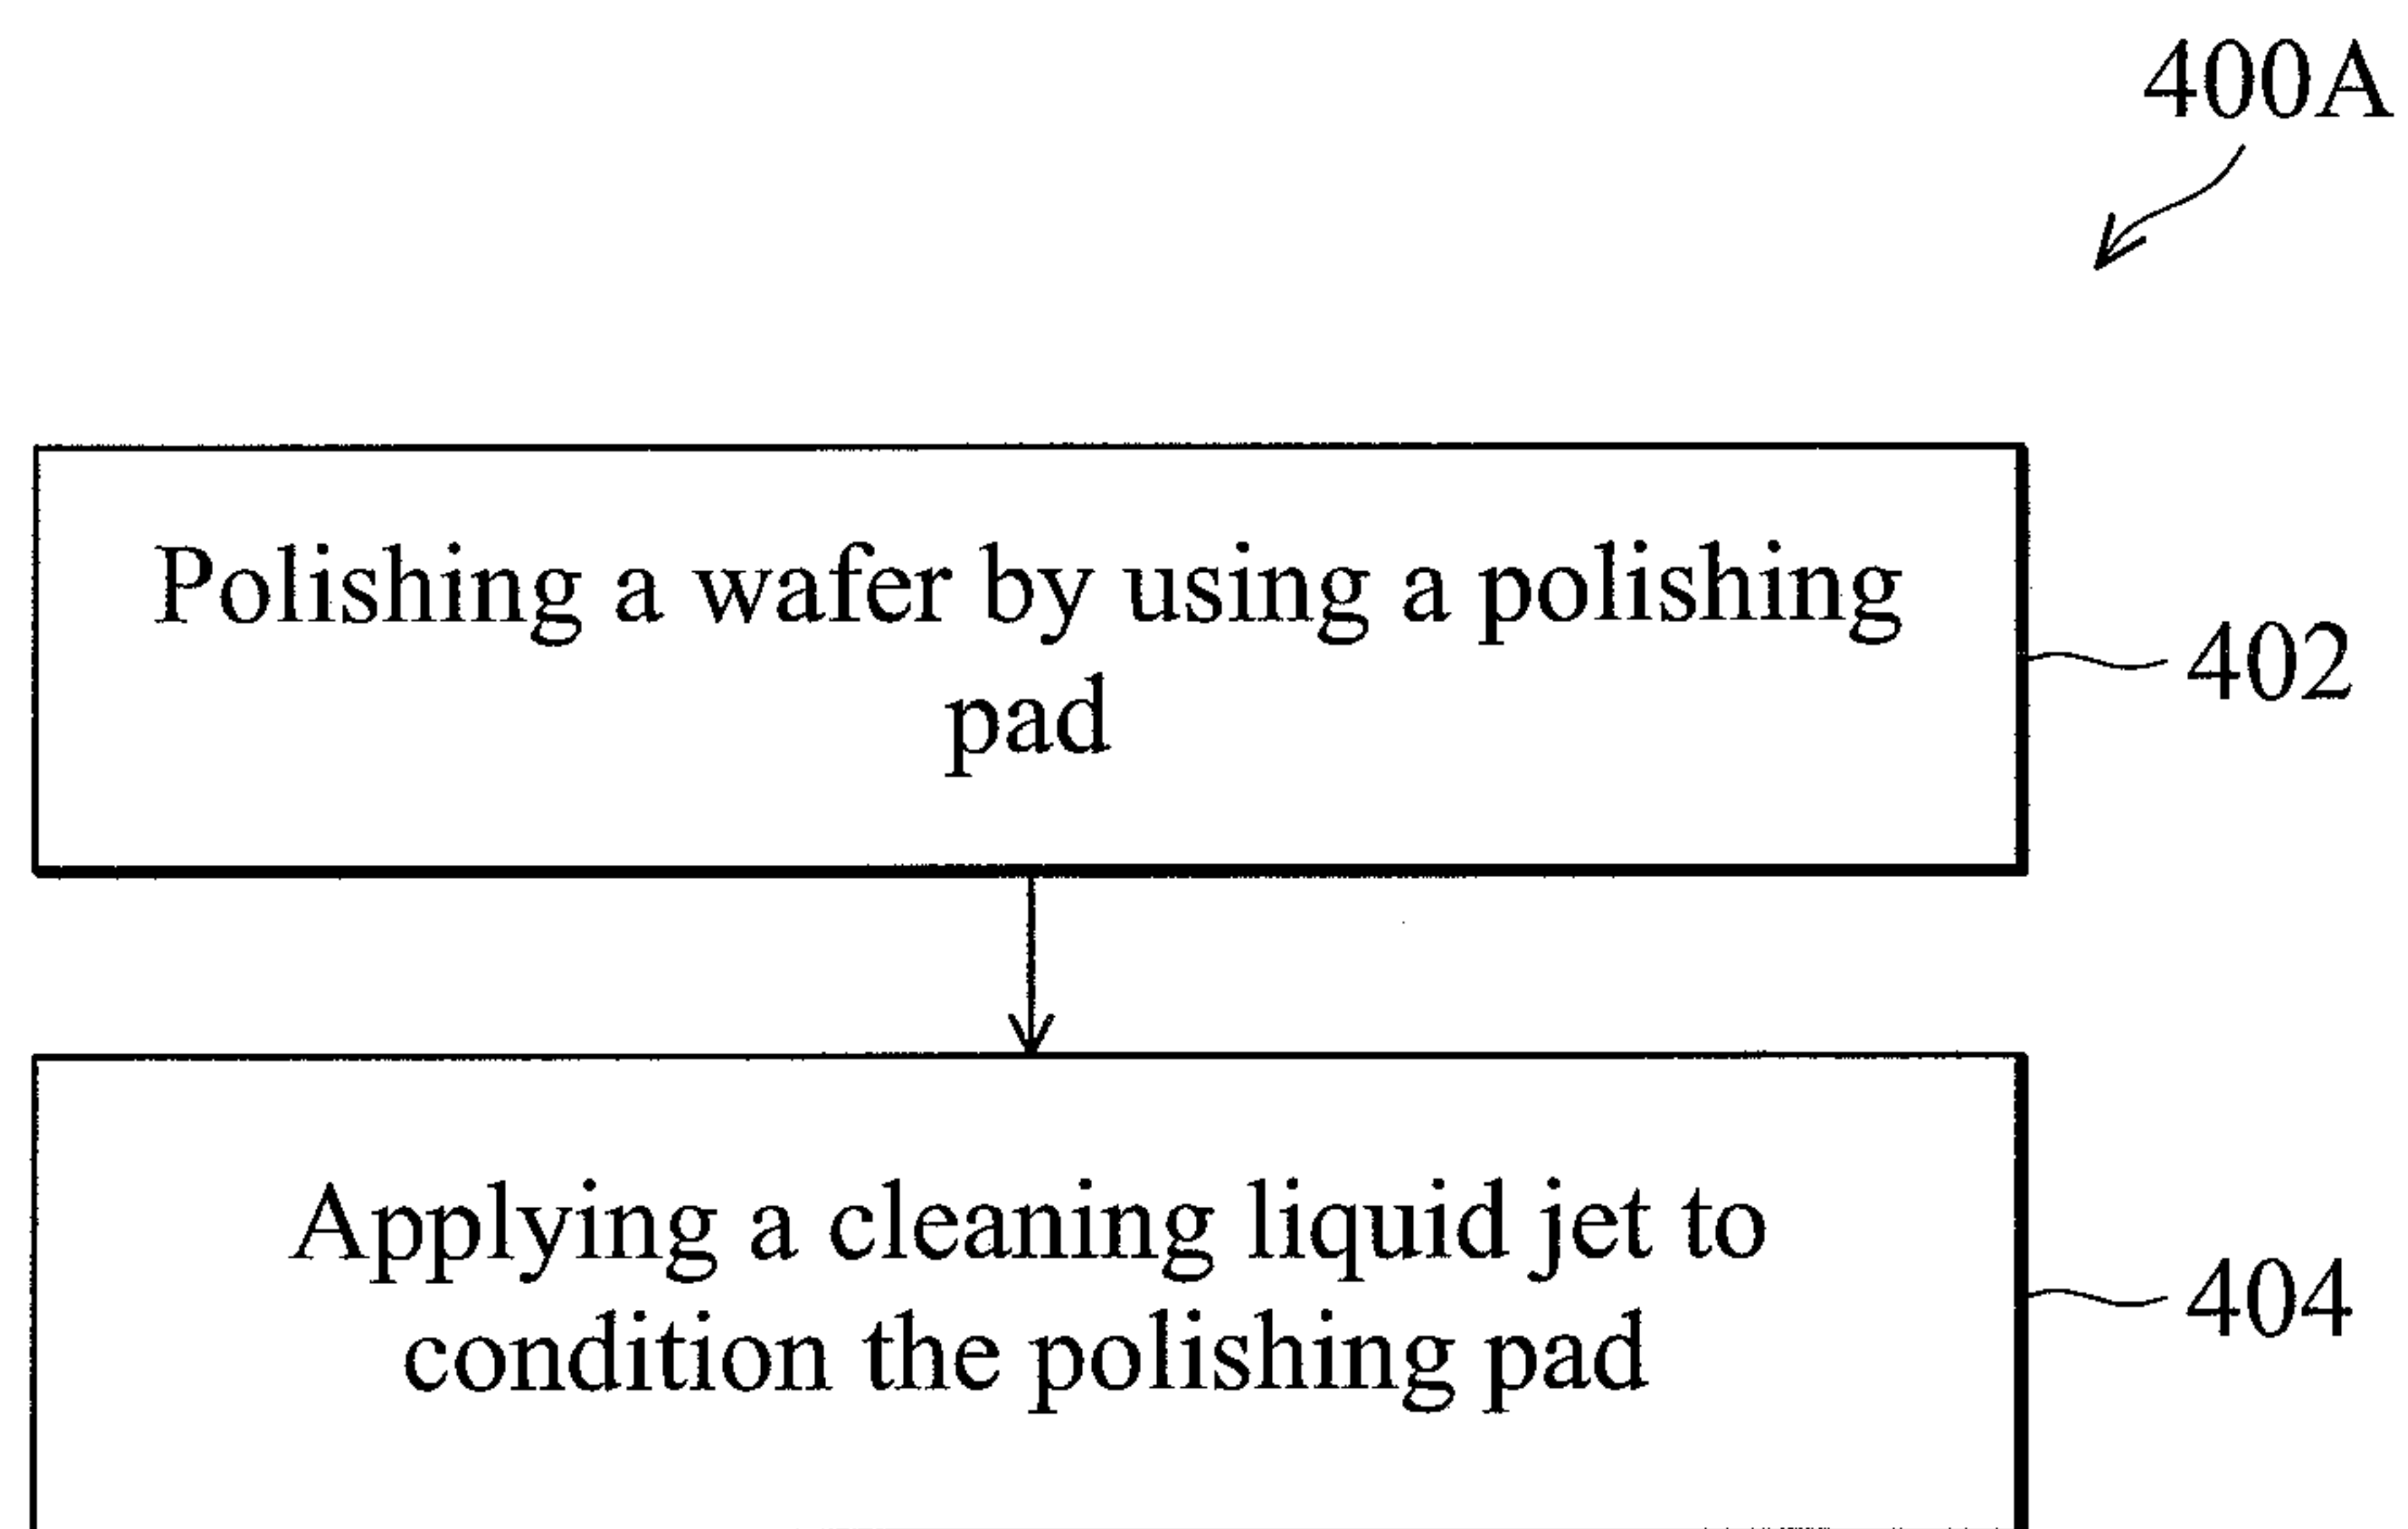 400A
Polishing a wafer by using a polishing
pad
402
Applying a cleaning liquid jet to
condition the polishing pad
404